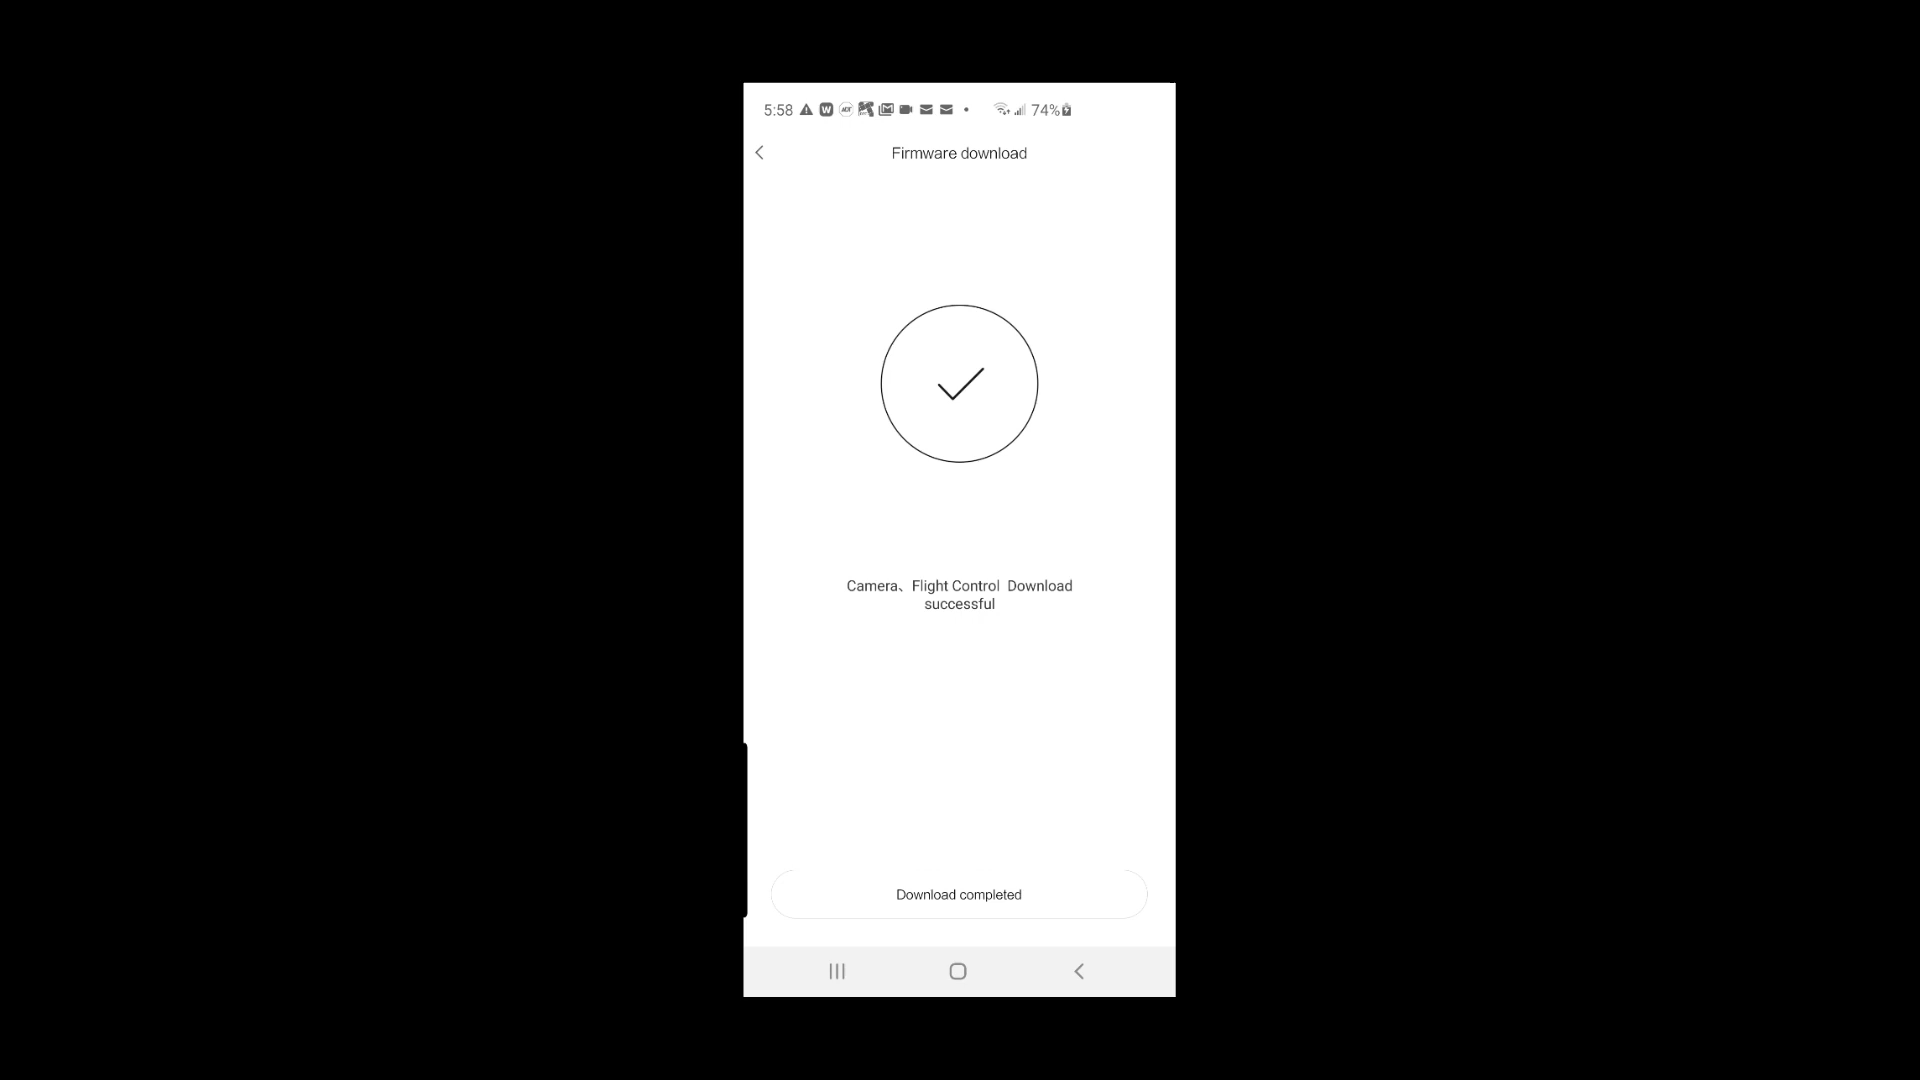 5:58 74%
Firmware download
Camera、Flight Control Download
successful
Download completed